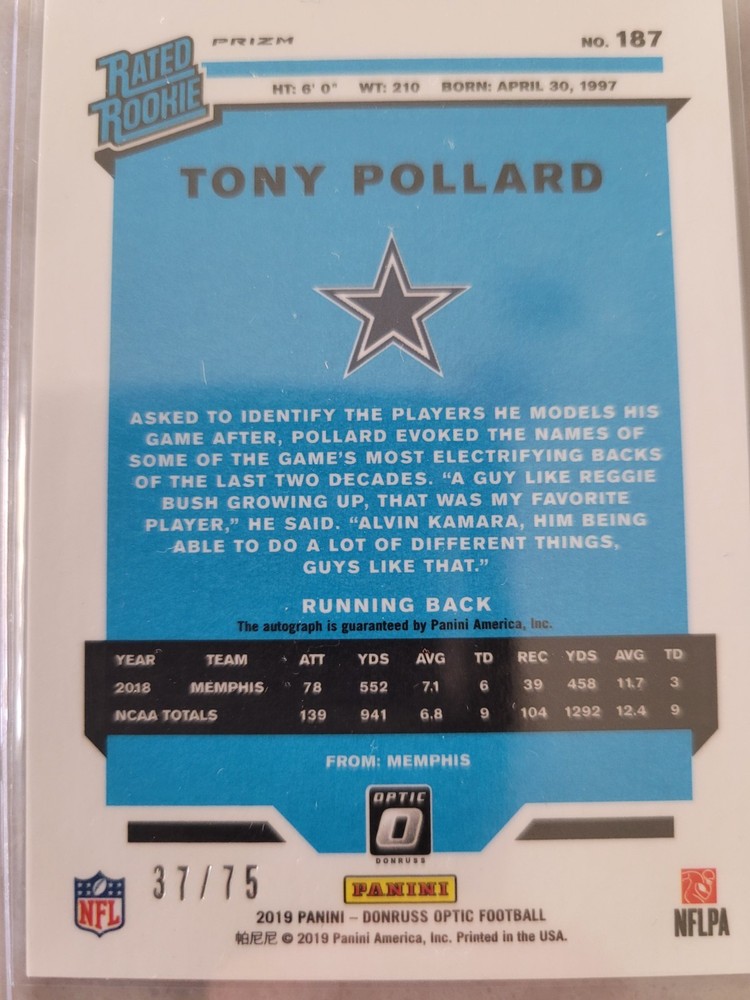 RATED
ROOKIE
PRIZM
NO. 187
HT: 6' 0" WT: 210 BORN: APRIL 30, 1997
TONY POLLARD
ASKED TO IDENTIFY THE PLAYERS HE MODELS HIS
GAME AFTER, POLLARD EVOKED THE NAMES OF
SOME OF THE GAME'S MOST ELECTRIFYING BACKS
OF THE LAST TWO DECADES. "A GUY LIKE REGGIE
BUSH GROWING UP, THAT WAS MY FAVORITE
PLAYER," HE SAID. "ALVIN KAMARA, HIM BEING
ABLE TO DO A LOT OF DIFFERENT THINGS,
GUYS LIKE THAT."
RUNNING BACK
The autograph is guaranteed by Panini America, Inc.
YEAR TEAM ATT YDS AVG TD REC YDS AVG TD
2018 MEMPHIS 78 552 7.1 6 39 458 11.7 3
NCAA TOTALS 139 941 6.8 9 104 1292 12.4 9
FROM: MEMPHIS
OPTIC
DONRUSS
37/75
NFL
PANINI
NFLPA
2019 PANINI – DONRUSS OPTIC FOOTBALL
帕尼尼 © 2019 Panini America, Inc. Printed in the USA.